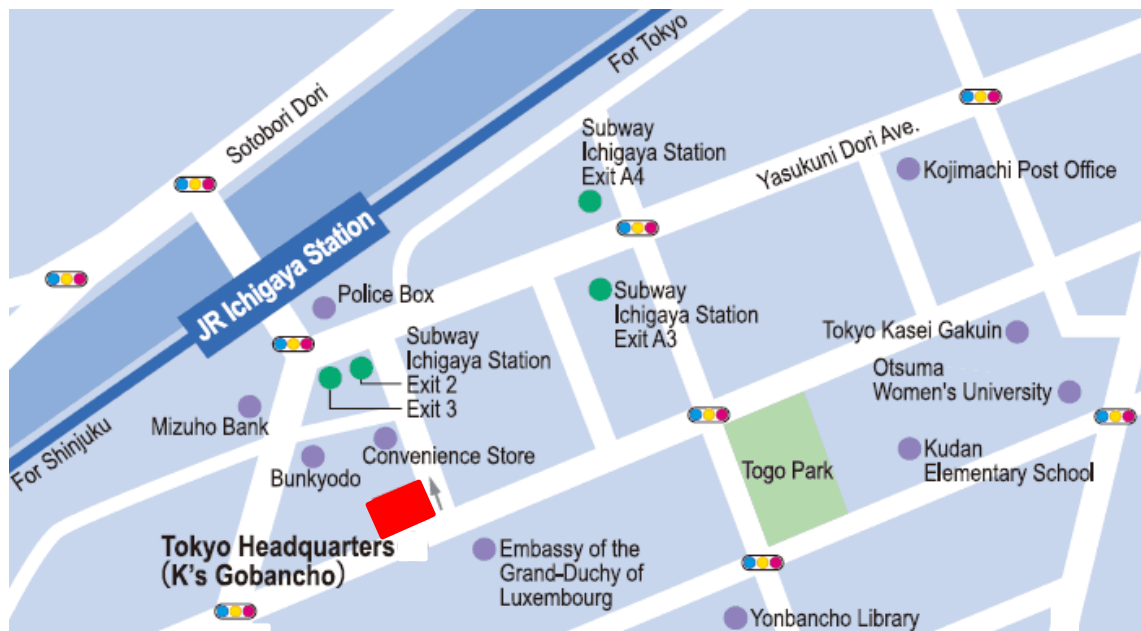 Sotobori Dori
For Tokyo
Subway
Ichigaya Station
Exit A4
Yasukuni Dori Ave.
Kojimachi Post Office
JR Ichigaya Station
Police Box
Subway
Ichigaya Station
Exit A3
Subway
Ichigaya Station
Exit 2
Exit 3
Tokyo Kasei Gakuin
Otsuma
Women's University
Mizuho Bank
For Shinjuku
Bunkyodo
Convenience Store
Togo Park
Kudan
Elementary School
Tokyo Headquarters
(K's Gobancho)
Embassy of the
Grand-Duchy of
Luxembourg
Yonbancho Library